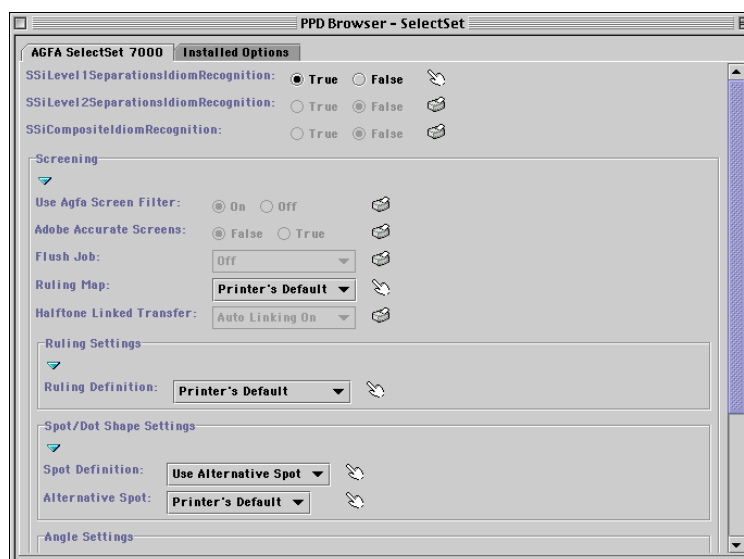 PPD Browser - SelectSet
AGFA SelectSet 7000 Installed Options
SSiLevel1SeparationsIdiomRecognition: True False
SSiLevel2SeparationsIdiomRecognition: True False
SSiCompositeIdiomRecognition: True False
Screening
Use Agfa Screen Filter: On Off
Adobe Accurate Screens: False True
Flush Job: Off
Ruling Map: Printer's Default
Halftone Linked Transfer: Auto Linking On
Ruling Settings
Ruling Definition: Printer's Default
Spot/Dot Shape Settings
Spot Definition: Use Alternative Spot
Alternative Spot: Printer's Default
Angle Settings